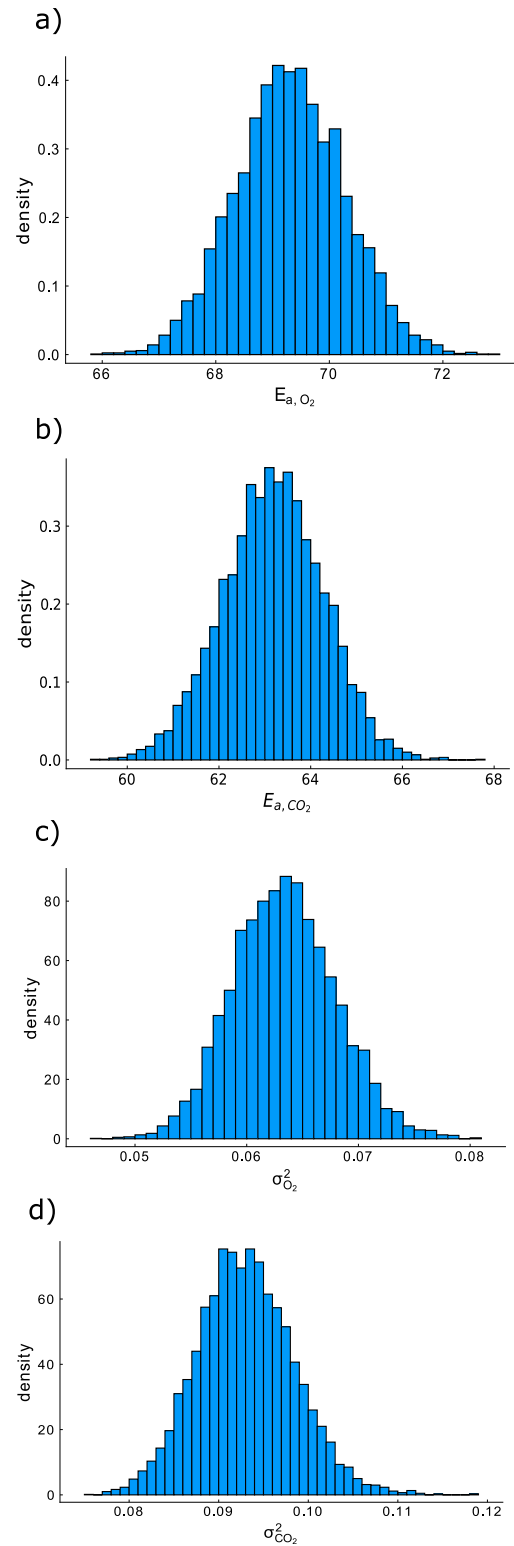 a)
density
0.4
0.3
0.2
0.1
0.0
66 68 70 72
Ea, O2
b)
density
0.3
0.2
0.1
0.0
60 62 64 66 68
Ea,CO2
c)
density
80
60
40
20
0
0.05 0.06 0.07 0.08
σ²O2
d)
density
60
40
20
0
0.08 0.09 0.10 0.11 0.12
σ²CO2